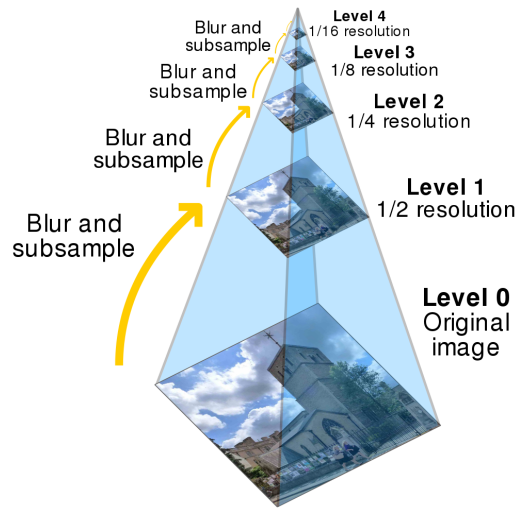 Level 4
1/16 resolution
Blur and
subsample
Level 3
1/8 resolution
Blur and
subsample
Level 2
1/4 resolution
Blur and
subsample
Level 1
1/2 resolution
Blur and
subsample
Level 0
Original
image